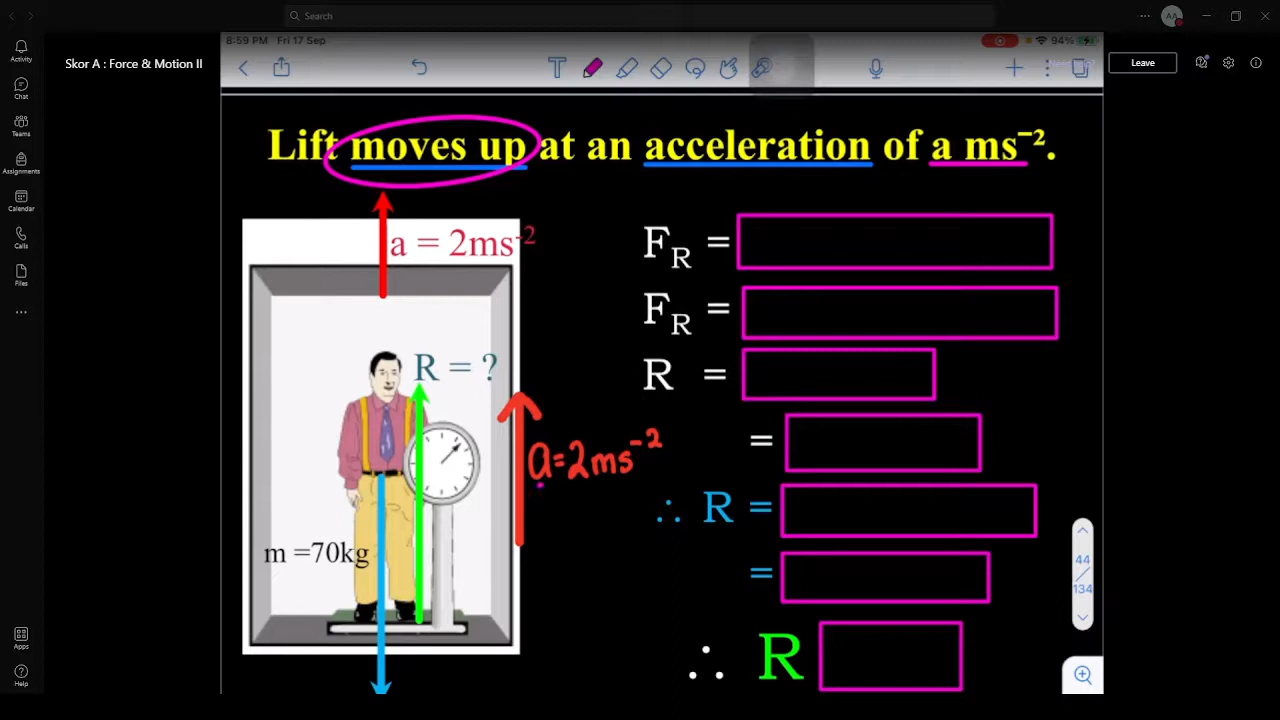 Search
AA
8:59 PM Fri 17 Sep
94%
Activity
Skor A : Force & Motion II
Leave
Chat
Teams
Assignments
Calendar
Calls
Files
Lift moves up at an acceleration of a ms⁻².
a = 2ms⁻²
F_R =
F_R =
R = ?
R =
a=2ms⁻²
=
∴ R =
m =70kg
=
44
134
∴ R
Apps
Help